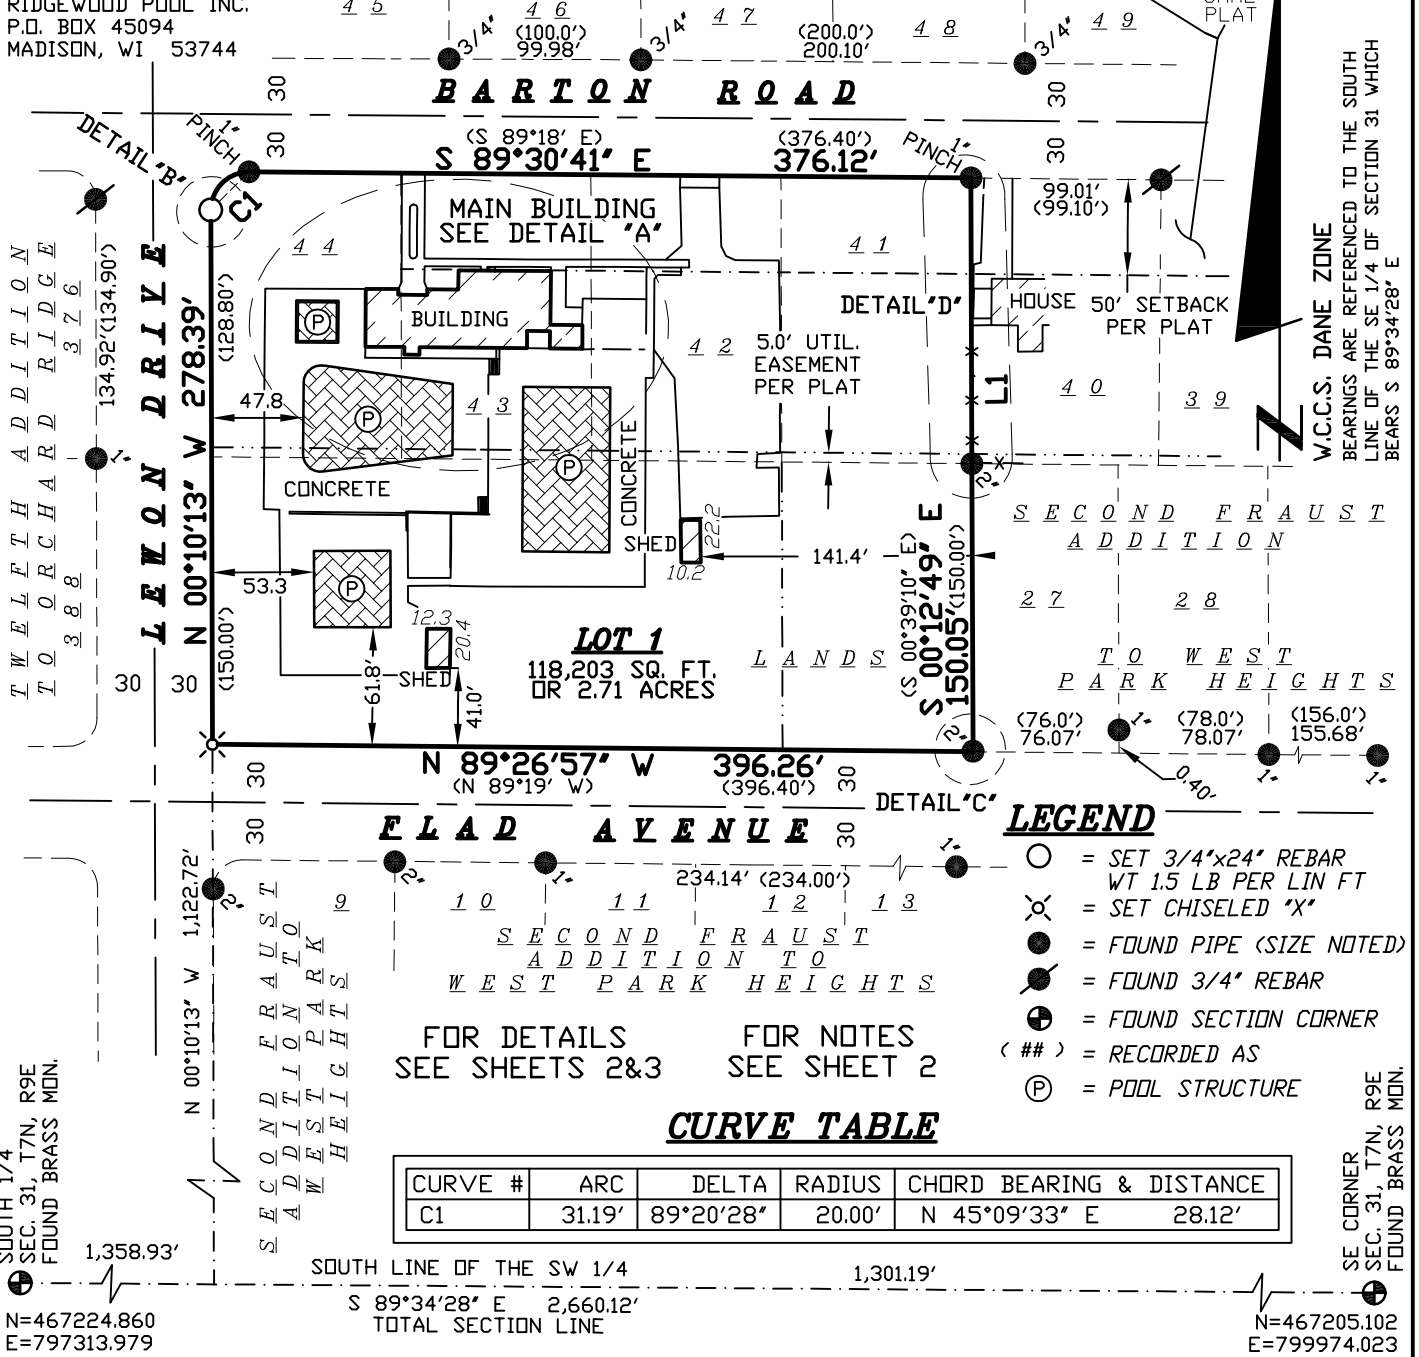 RIDGEWOOD POOL INC.
P.O. BOX 45094
MADISON, WI 53744
45
46
47
48
49
(100.0')
99.98'
(200.0')
200.10'
3/4"
3/4"
3/4"
PLAT
30
30
BARTON ROAD
30
30
DETAIL "B"
PINCH 1"
(S 89°18' E)
S 89°30'41" E
(376.40')
376.12'
PINCH 1"
C1
MAIN BUILDING
SEE DETAIL "A"
44
41
99.01'
(99.10')
TWELFTH ADDITION
TO ORCHARD RIDGE
376
388
134.92'(134.90')
1"
LEWON DRIVE
N 00°10'13" W 278.39'
(128.80')
(150.00')
P
BUILDING
DETAIL"D"
HOUSE
50' SETBACK
PER PLAT
42
5.0' UTIL.
EASEMENT
PER PLAT
L1
40
39
47.8
P
43
P
CONCRETE
CONCRETE
X
2"
W.C.C.S. DANE ZONE
BEARINGS ARE REFERENCED TO THE SOUTH
LINE OF THE SE 1/4 OF SECTION 31 WHICH
BEARS S 89°34'28" E
SECOND FRAUST
ADDITION
SHED
22.2
10.2
141.4'
53.3
P
27
28
12.3
20.4
SHED
61.8'
41.0'
LOT 1
118,203 SQ. FT.
OR 2.71 ACRES
LANDS
(S 00°39'10" E)
S 00°12'49" E
150.05'(150.00')
TO WEST
PARK HEIGHTS
30
30
(76.0')
76.07'
1"
(78.0')
78.07'
(156.0')
155.68'
2"
1"
1"
0.40'
30
N 89°26'57" W 396.26'
(N 89°19' W) (396.40')
30
DETAIL"C"
30
FLAD AVENUE
30
2"
1"
1"
234.14' (234.00')
2"
N 00°10'13" W 1,122.72'
9
10
11
12
13
SECOND FRAUST
ADDITION TO
WEST PARK HEIGHTS
SECOND FRAUST
ADDITION TO
WEST PARK
HEIGHTS
LEGEND
= SET 3/4"x24" REBAR
WT 1.5 LB PER LIN FT
= SET CHISELED "X"
= FOUND PIPE (SIZE NOTED)
= FOUND 3/4" REBAR
= FOUND SECTION CORNER
( ## ) = RECORDED AS
P = POOL STRUCTURE
FOR DETAILS
SEE SHEETS 2&3
FOR NOTES
SEE SHEET 2
CURVE TABLE
CURVE # ARC DELTA RADIUS CHORD BEARING & DISTANCE
C1 31.19' 89°20'28" 20.00' N 45°09'33" E 28.12'
SOUTH 1/4
SEC. 31, T7N, R9E
FOUND BRASS MON.
SE CORNER
SEC. 31, T7N, R9E
FOUND BRASS MON.
1,358.93'
SOUTH LINE OF THE SW 1/4
1,301.19'
S 89°34'28" E 2,660.12'
TOTAL SECTION LINE
N=467224.860
E=797313.979
N=467205.102
E=799974.023